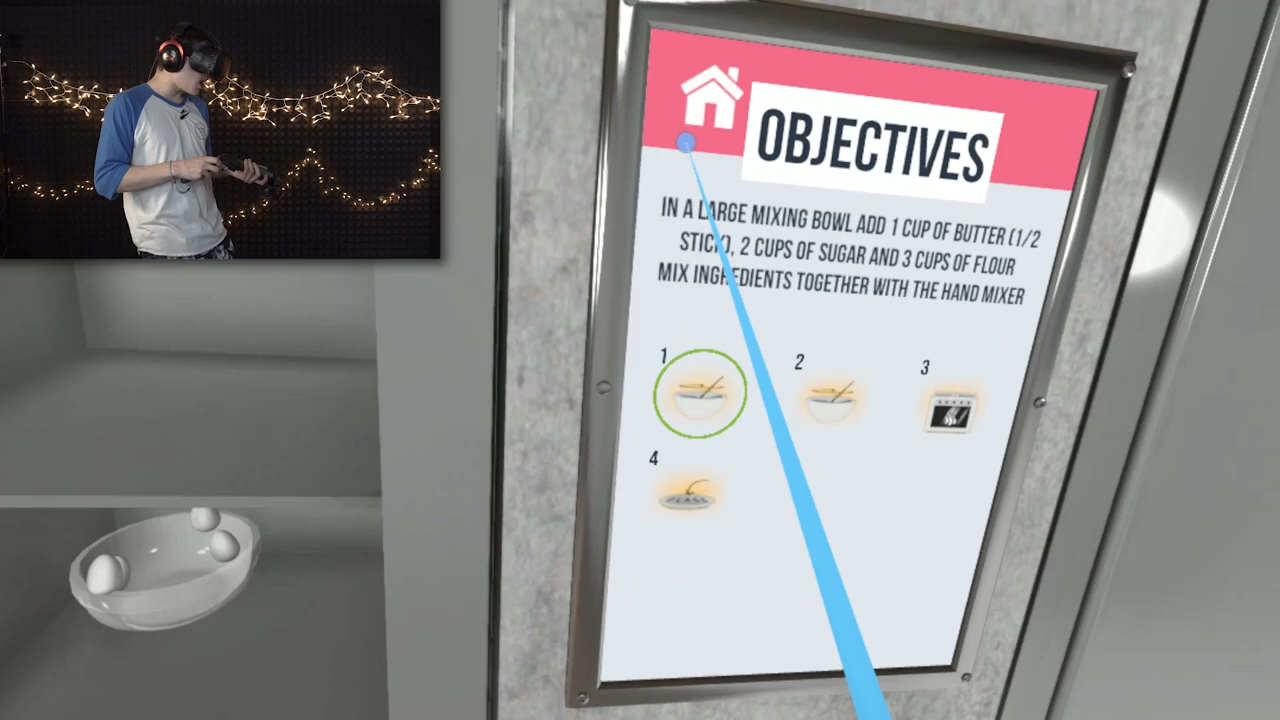 OBJECTIVES
IN A LARGE MIXING BOWL ADD 1 CUP OF BUTTER (1/2
STICK), 2 CUPS OF SUGAR AND 3 CUPS OF FLOUR
MIX INGREDIENTS TOGETHER WITH THE HAND MIXER
1 2 3
4